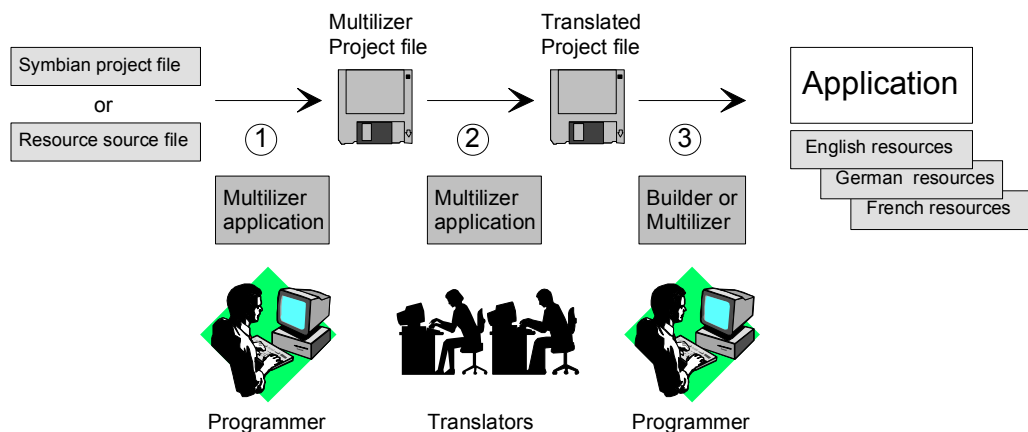 Multilizer
Project file
Translated
Project file
Symbian project file
or
Resource source file
1
2
3
Application
English resources
German resources
French resources
Multilizer
application
Multilizer
application
Builder or
Multilizer
Programmer
Translators
Programmer